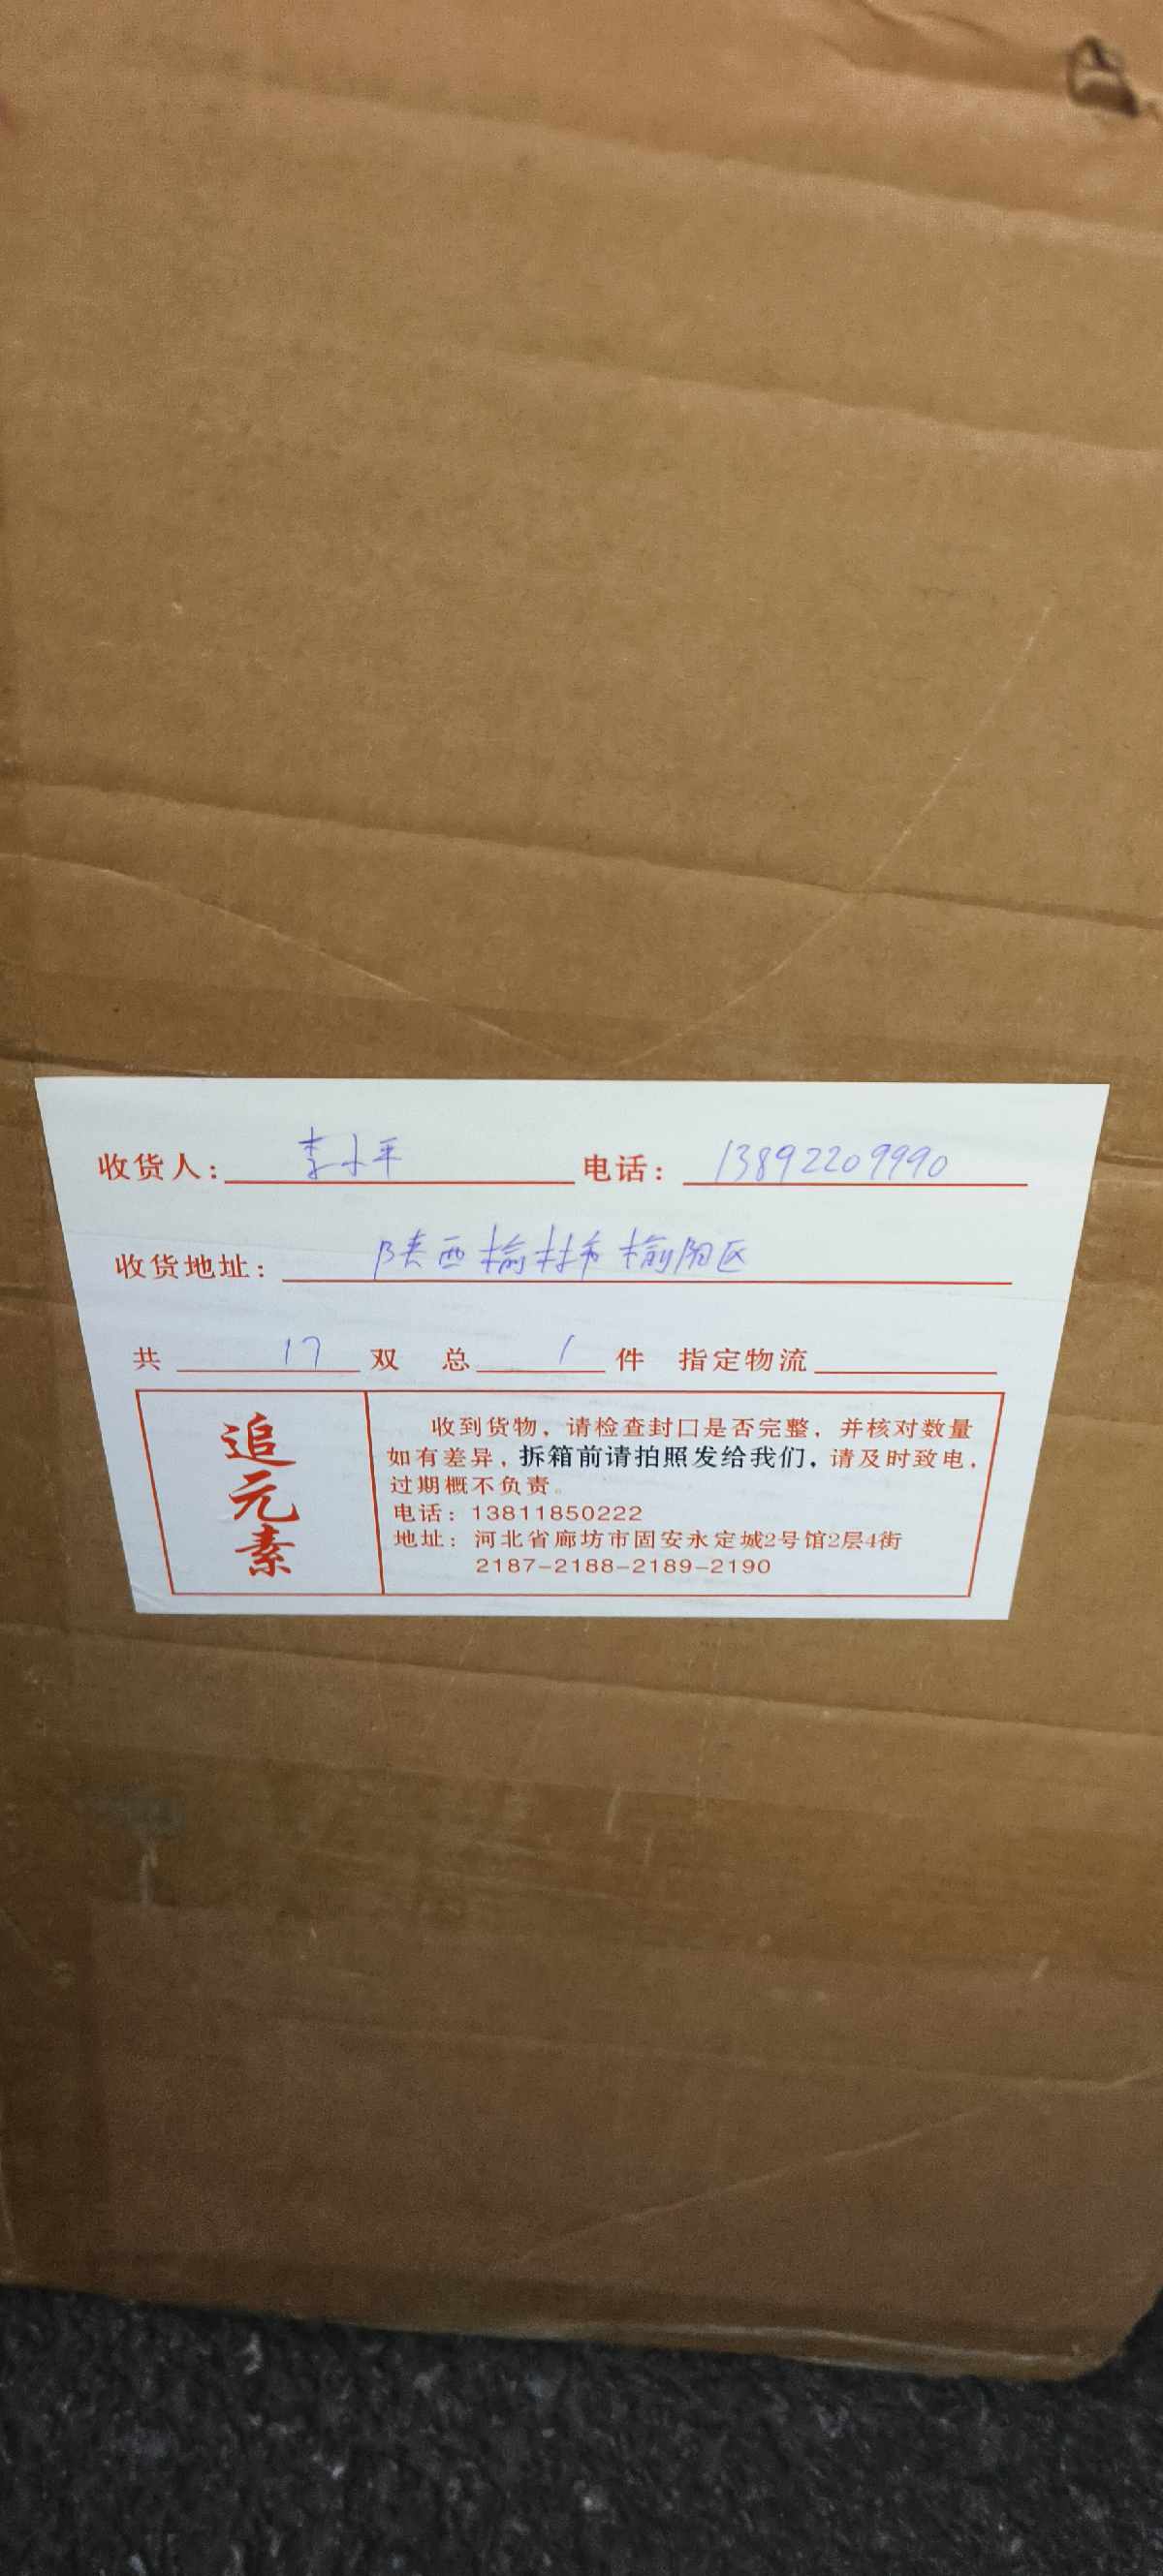 收货人：李小平 电话：13892209990
收货地址：陕西榆林市榆阳区
共 17 双 总 1 件 指定物流
追元素
收到货物，请检查封口是否完整，并核对数量
如有差异，拆箱前请拍照发给我们，请及时致电，
过期概不负责。
电话：13811850222
地址：河北省廊坊市固安永定城2号馆2层4街
2187-2188-2189-2190